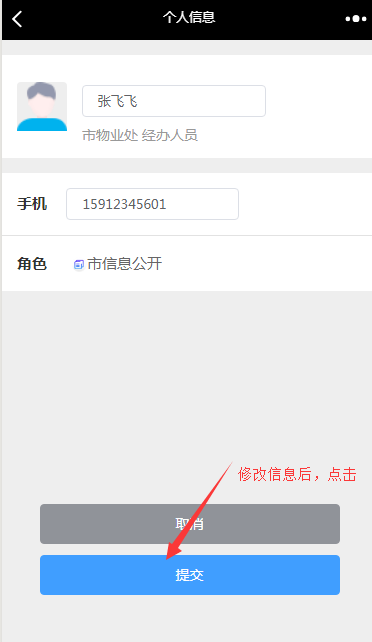 个人信息
张飞飞
市物业处 经办人员
手机
15912345601
角色
市信息公开
修改信息后，点击
取消
提交